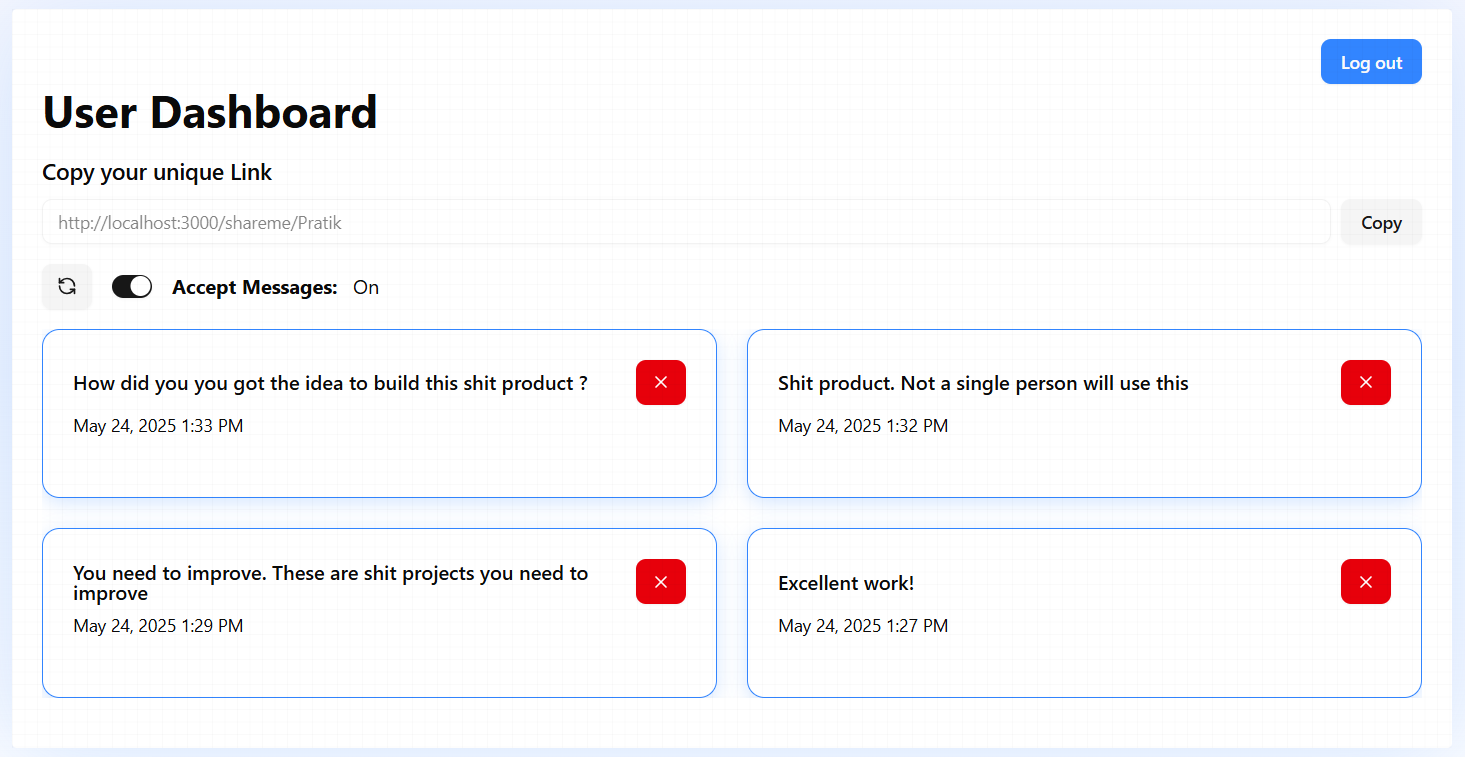 Log out
User Dashboard
Copy your unique Link
http://localhost:3000/shareme/Pratik
Copy
Accept Messages: On
How did you you got the idea to build this shit product ?
May 24, 2025 1:33 PM
Shit product. Not a single person will use this
May 24, 2025 1:32 PM
You need to improve. These are shit projects you need to
improve
May 24, 2025 1:29 PM
Excellent work!
May 24, 2025 1:27 PM